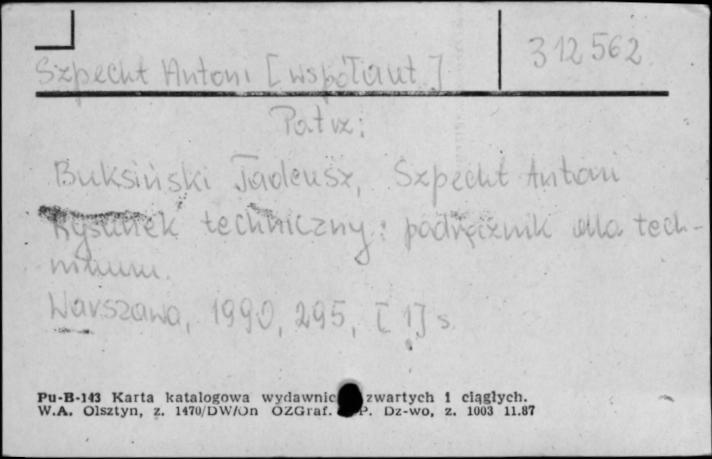 312562
Szpecht Antoni [współaut.]
Patrz:
Buksiński Tadeusz, Szpecht Antoni
Rysunek techniczny: podręcznik dla tech-
nikum.
Warszawa, 1990, 295, [1] s.
Pu-B-143 Karta katalogowa wydawnic zwartych i ciągłych.
W.A. Olsztyn, z. 1470/DW/On OZGraf. P. Dz-wo, z. 1003 11.87